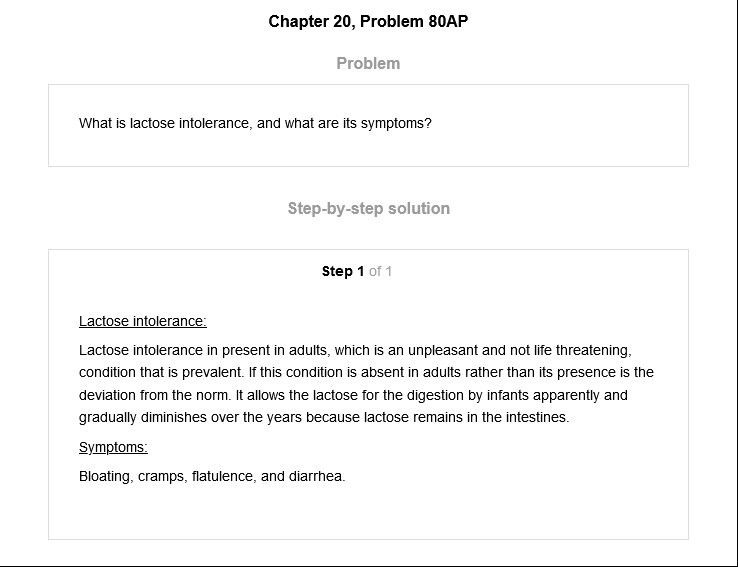 Chapter 20, Problem 80AP
Problem
What is lactose intolerance, and what are its symptoms?
Step-by-step solution
Step 1 of 1
Lactose intolerance:
Lactose intolerance in present in adults, which is an unpleasant and not life threatening,
condition that is prevalent. If this condition is absent in adults rather than its presence is the
deviation from the norm. It allows the lactose for the digestion by infants apparently and
gradually diminishes over the years because lactose remains in the intestines.
Symptoms:
Bloating, cramps, flatulence, and diarrhea.